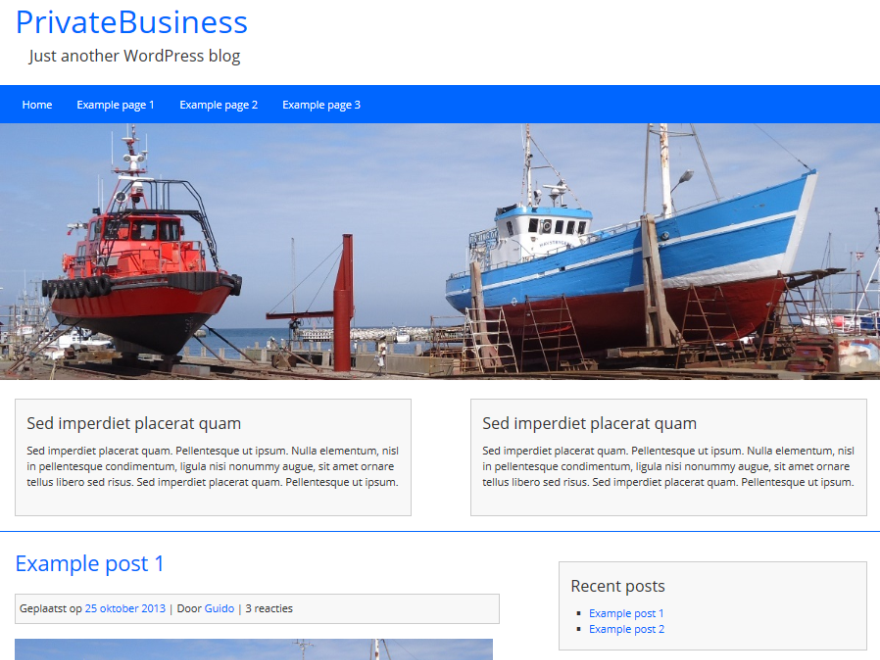 PrivateBusiness
Just another WordPress blog
Home Example page 1 Example page 2 Example page 3
Sed imperdiet placerat quam
Sed imperdiet placerat quam. Pellentesque ut ipsum. Nulla elementum, nisl
in pellentesque condimentum, ligula nisi nonummy augue, sit amet ornare
tellus libero sed risus. Sed imperdiet placerat quam. Pellentesque ut ipsum.
Sed imperdiet placerat quam
Sed imperdiet placerat quam. Pellentesque ut ipsum. Nulla elementum, nisl
in pellentesque condimentum, ligula nisi nonummy augue, sit amet ornare
tellus libero sed risus. Sed imperdiet placerat quam. Pellentesque ut ipsum.
Example post 1
Geplaatst op 25 oktober 2013 | Door Guido | 3 reacties
Recent posts
Example post 1
Example post 2